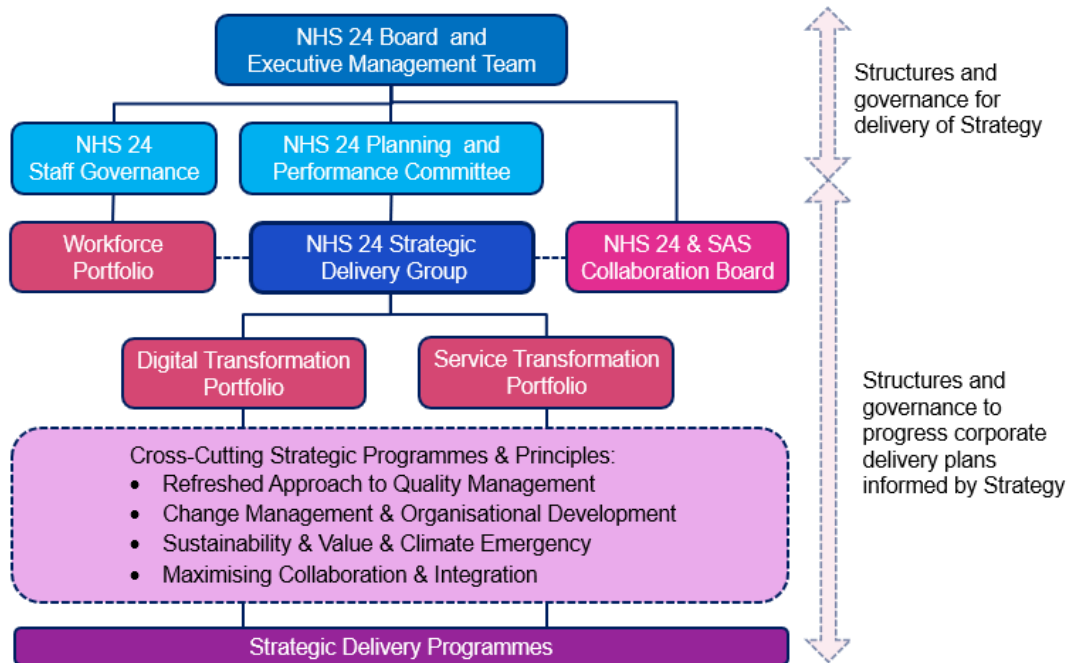 NHS 24 Board and
Executive Management Team
Structures and
governance for
delivery of Strategy
NHS 24
Staff Governance
NHS 24 Planning and
Performance Committee
Workforce
Portfolio
NHS 24 Strategic
Delivery Group
NHS 24 & SAS
Collaboration Board
Digital Transformation
Portfolio
Service Transformation
Portfolio
Structures and
governance to
progress corporate
delivery plans
informed by Strategy
Cross-Cutting Strategic Programmes & Principles:
• Refreshed Approach to Quality Management
• Change Management & Organisational Development
• Sustainability & Value & Climate Emergency
• Maximising Collaboration & Integration
Strategic Delivery Programmes